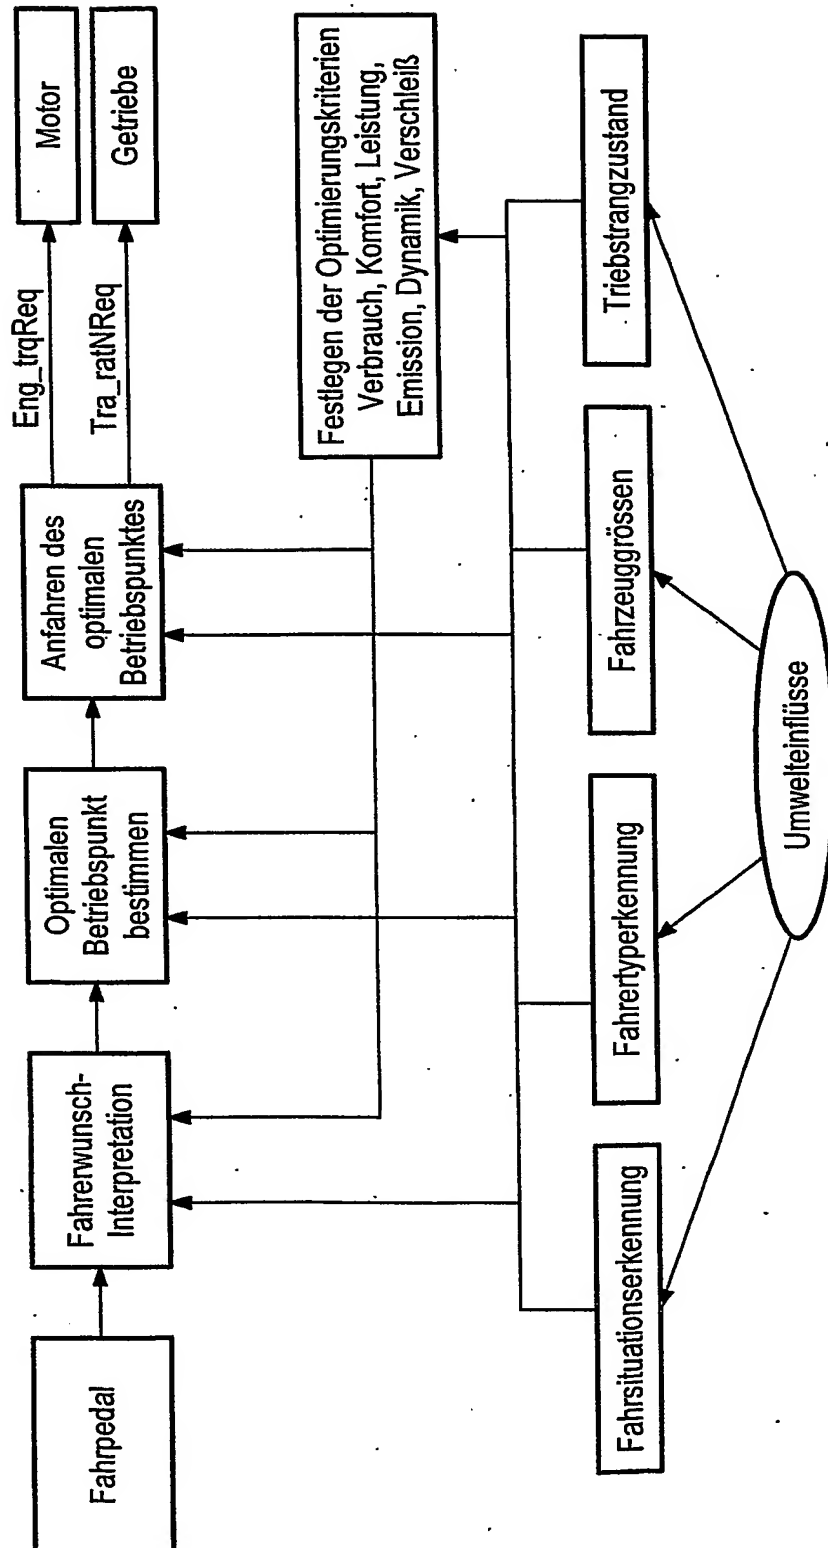 Fahrpedal
Fahrerwunsch-
Interpretation
Optimalen
Betriebspunkt
bestimmen
Anfahren des
optimalen
Betriebspunktes
Eng_trqReq
Tra_ratNReq
Motor
Getriebe
Festlegen der Optimierungskriterien
Verbrauch, Komfort, Leistung,
Emission, Dynamik, Verschleiß
Fahrsituationserkennung
Fahrertyperkennung
Fahrzeuggrössen
Triebstrangzustand
Umwelteinflüsse